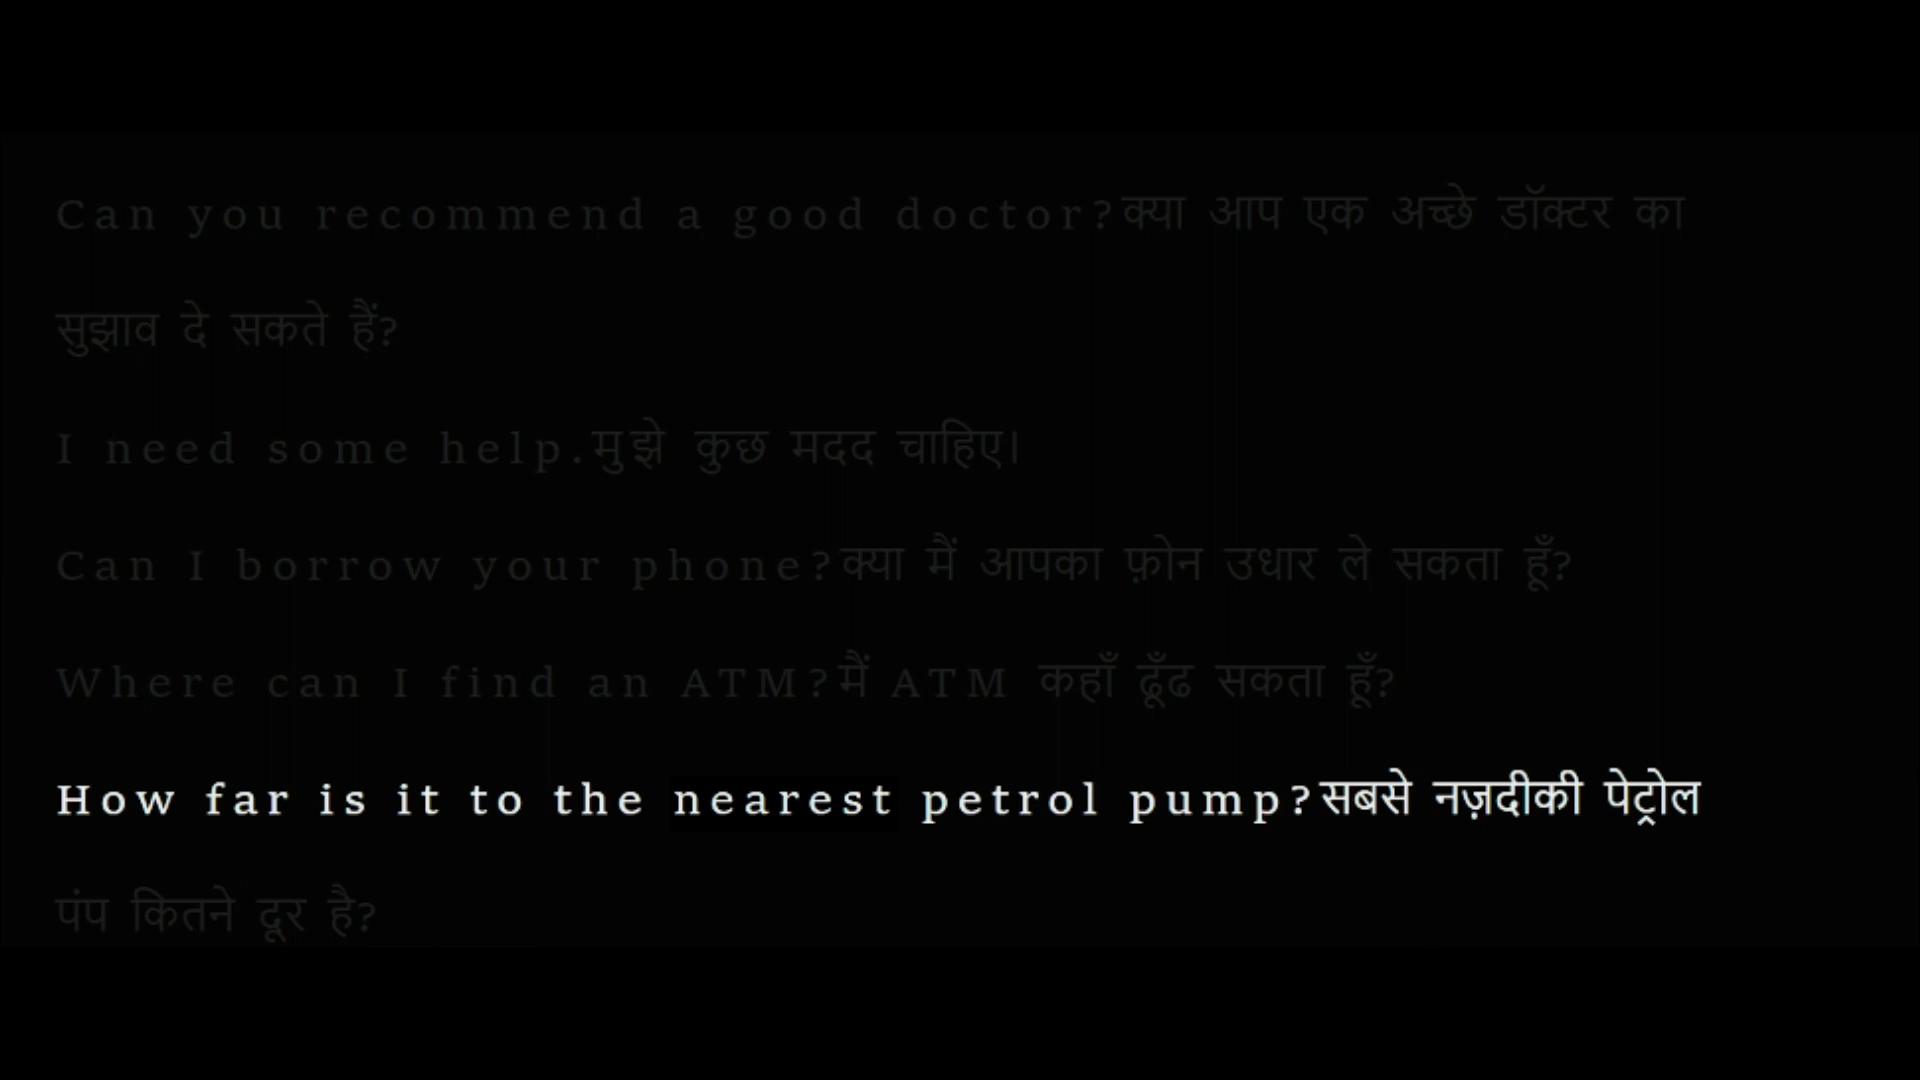 Can you recommend a good doctor?क्या आप एक अच्छे डॉक्टर का
सुझाव दे सकते हैं?
I need some help.मुझे कुछ मदद चाहिए।
Can I borrow your phone?क्या मैं आपका फ़ोन उधार ले सकता हूँ?
Where can I find an ATM?मैं ATM कहाँ ढूँढ सकता हूँ?
How far is it to the nearest petrol pump?सबसे नज़दीकी पेट्रोल
पंप कितने दूर है?